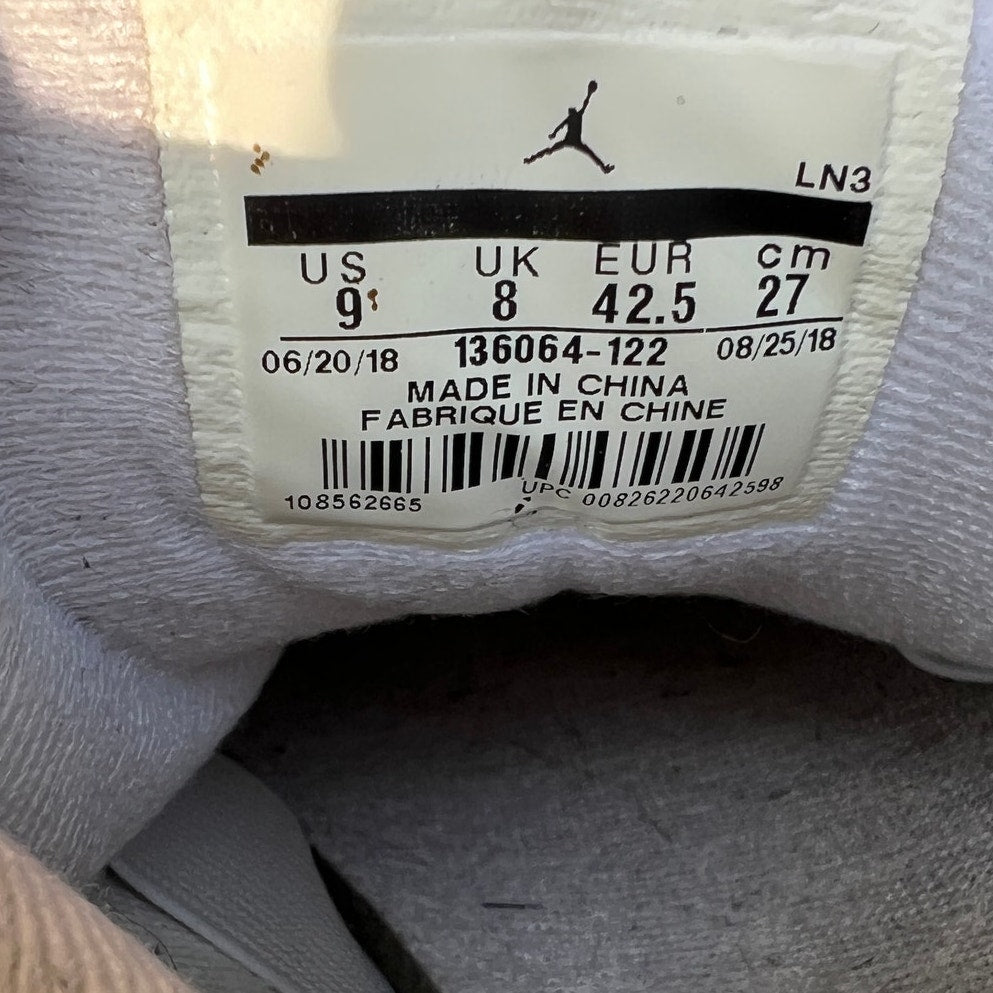 LN3
US UK EUR cm
9 8 42.5 27
06/20/18 136064-122 08/25/18
MADE IN CHINA
FABRIQUE EN CHINE
108562665 UPC 00826220642598